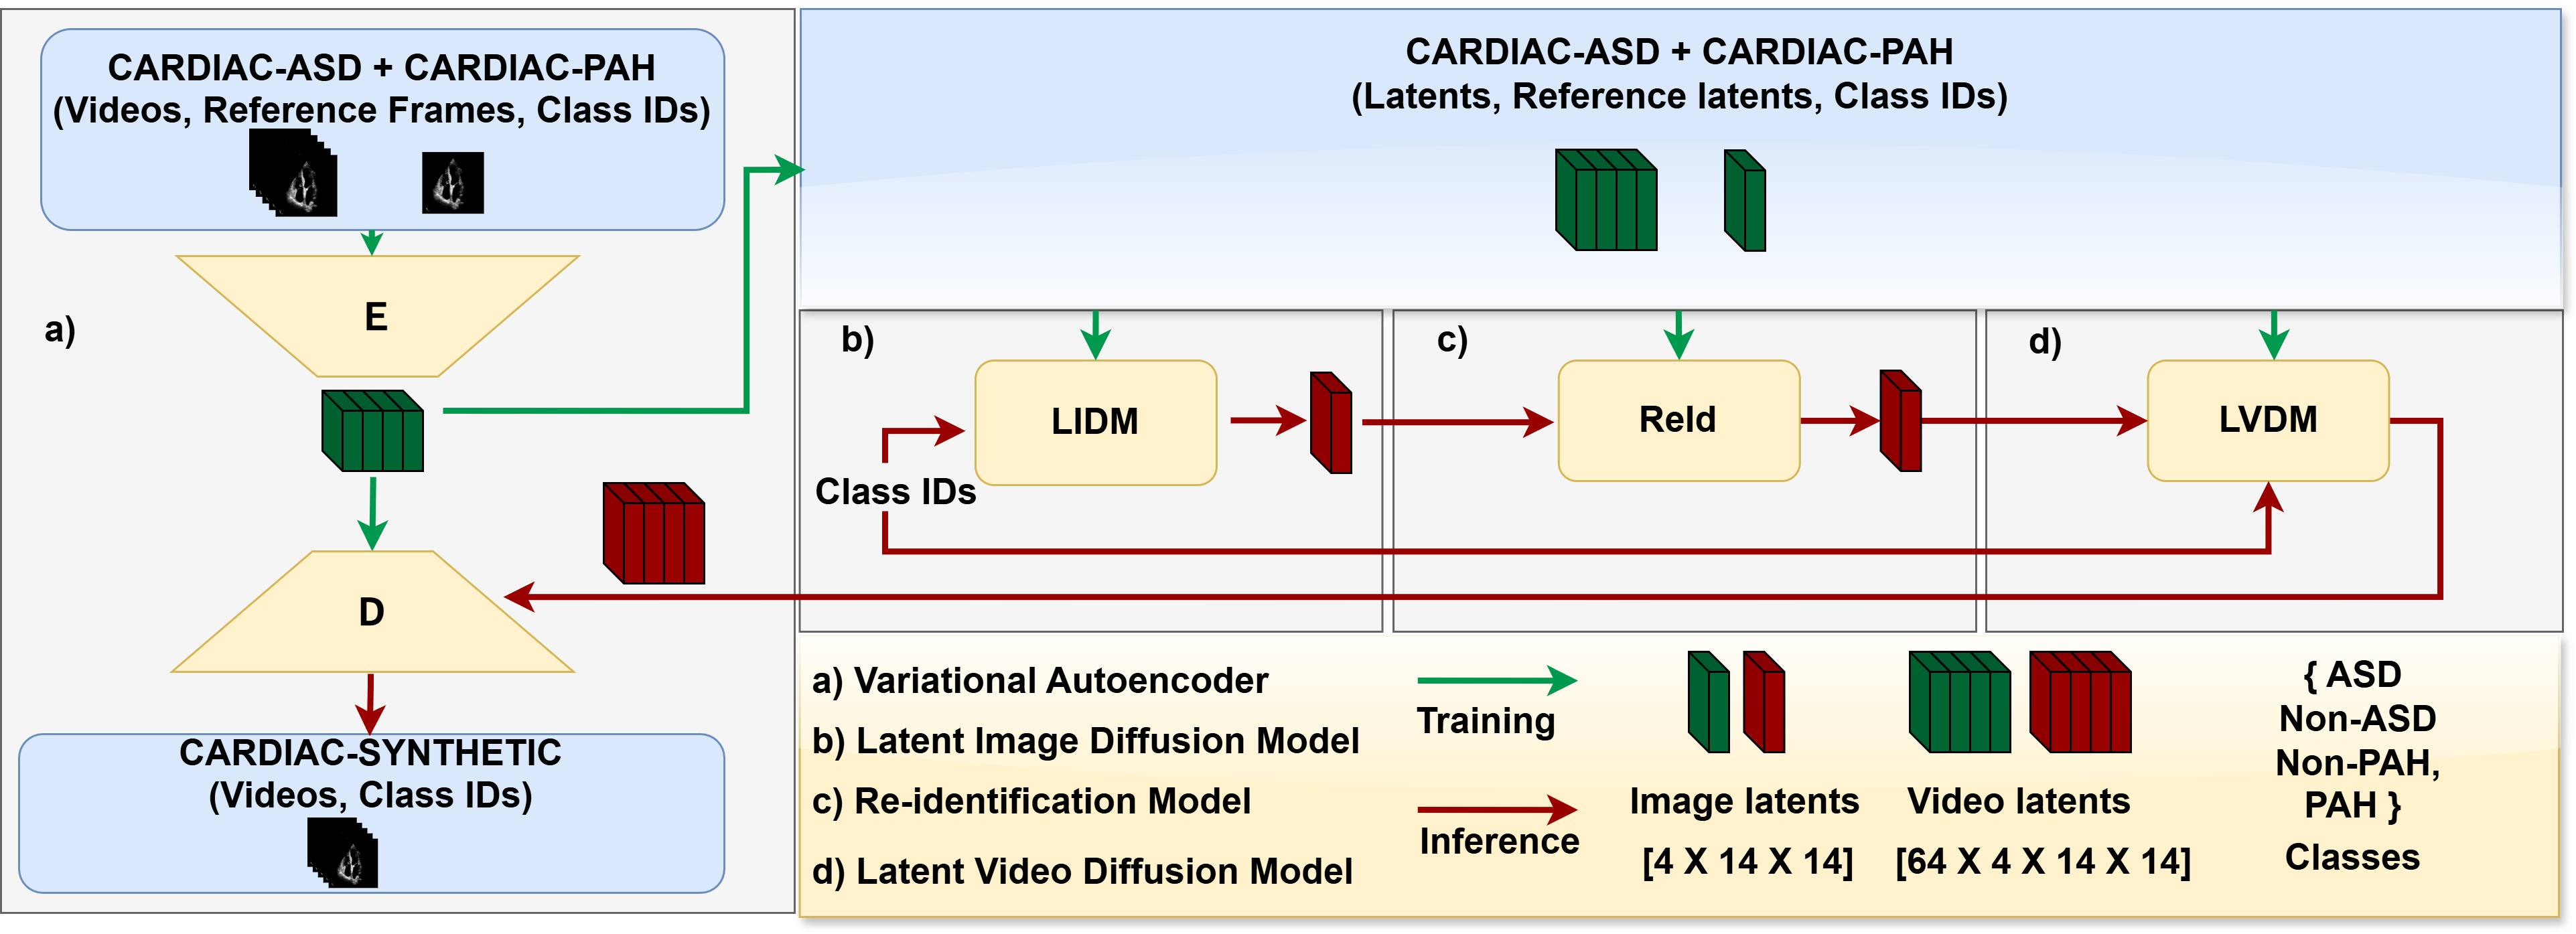 CARDIAC-ASD + CARDIAC-PAH
(Videos, Reference Frames, Class IDs)
a)
E
D
CARDIAC-SYNTHETIC
(Videos, Class IDs)
CARDIAC-ASD + CARDIAC-PAH
(Latents, Reference latents, Class IDs)
b)
LIDM
Class IDs
c)
ReId
d)
LVDM
a) Variational Autoencoder
b) Latent Image Diffusion Model
c) Re-identification Model
d) Latent Video Diffusion Model
Training
Inference
Image latents
[4 X 14 X 14]
Video latents
[64 X 4 X 14 X 14]
{ ASD
Non-ASD
Non-PAH,
PAH }
Classes